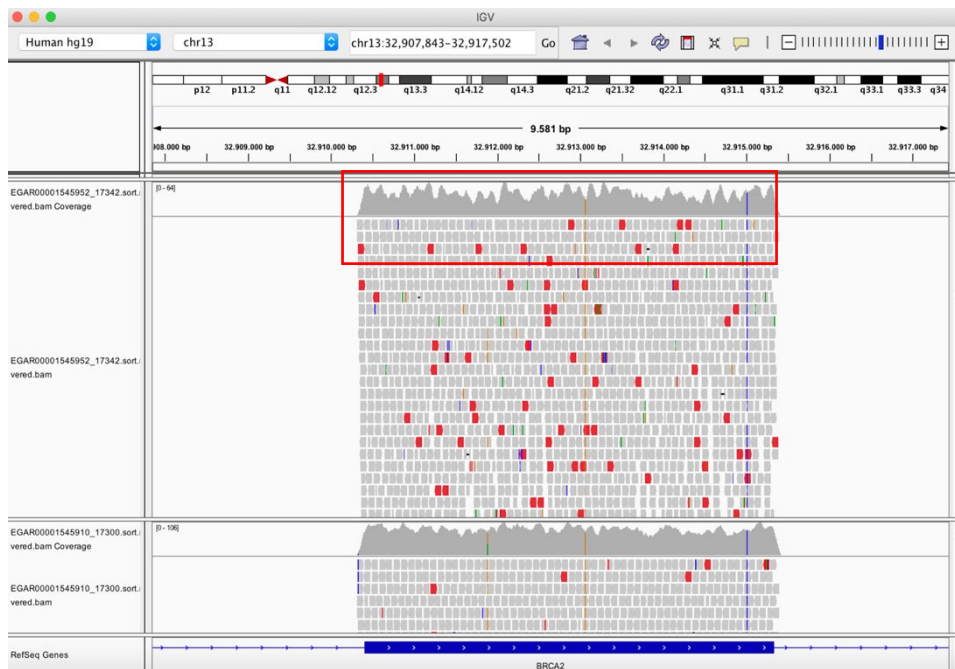 IGV
Human hg19 chr13 chr13:32,907,843-32,917,502 Go
p12 p11.2 q11 q12.12 q12.3 q13.3 q14.12 q14.3 q21.2 q21.32 q22.1 q31.1 q31.2 q32.1 q33.1 q33.3 q34
9.581 bp
908.000 bp 32.909.000 bp 32.910.000 bp 32.911.000 bp 32.912.000 bp 32.913.000 bp 32.914.000 bp 32.915.000 bp 32.916.000 bp 32.917.000 bp
EGAR00001545952_17342.sort.
vered.bam Coverage
[0 - 64]
EGAR00001545952_17342.sort.
vered.bam
EGAR00001545910_17300.sort.
vered.bam Coverage
[0 - 106]
EGAR00001545910_17300.sort.
vered.bam
RefSeq Genes
BRCA2